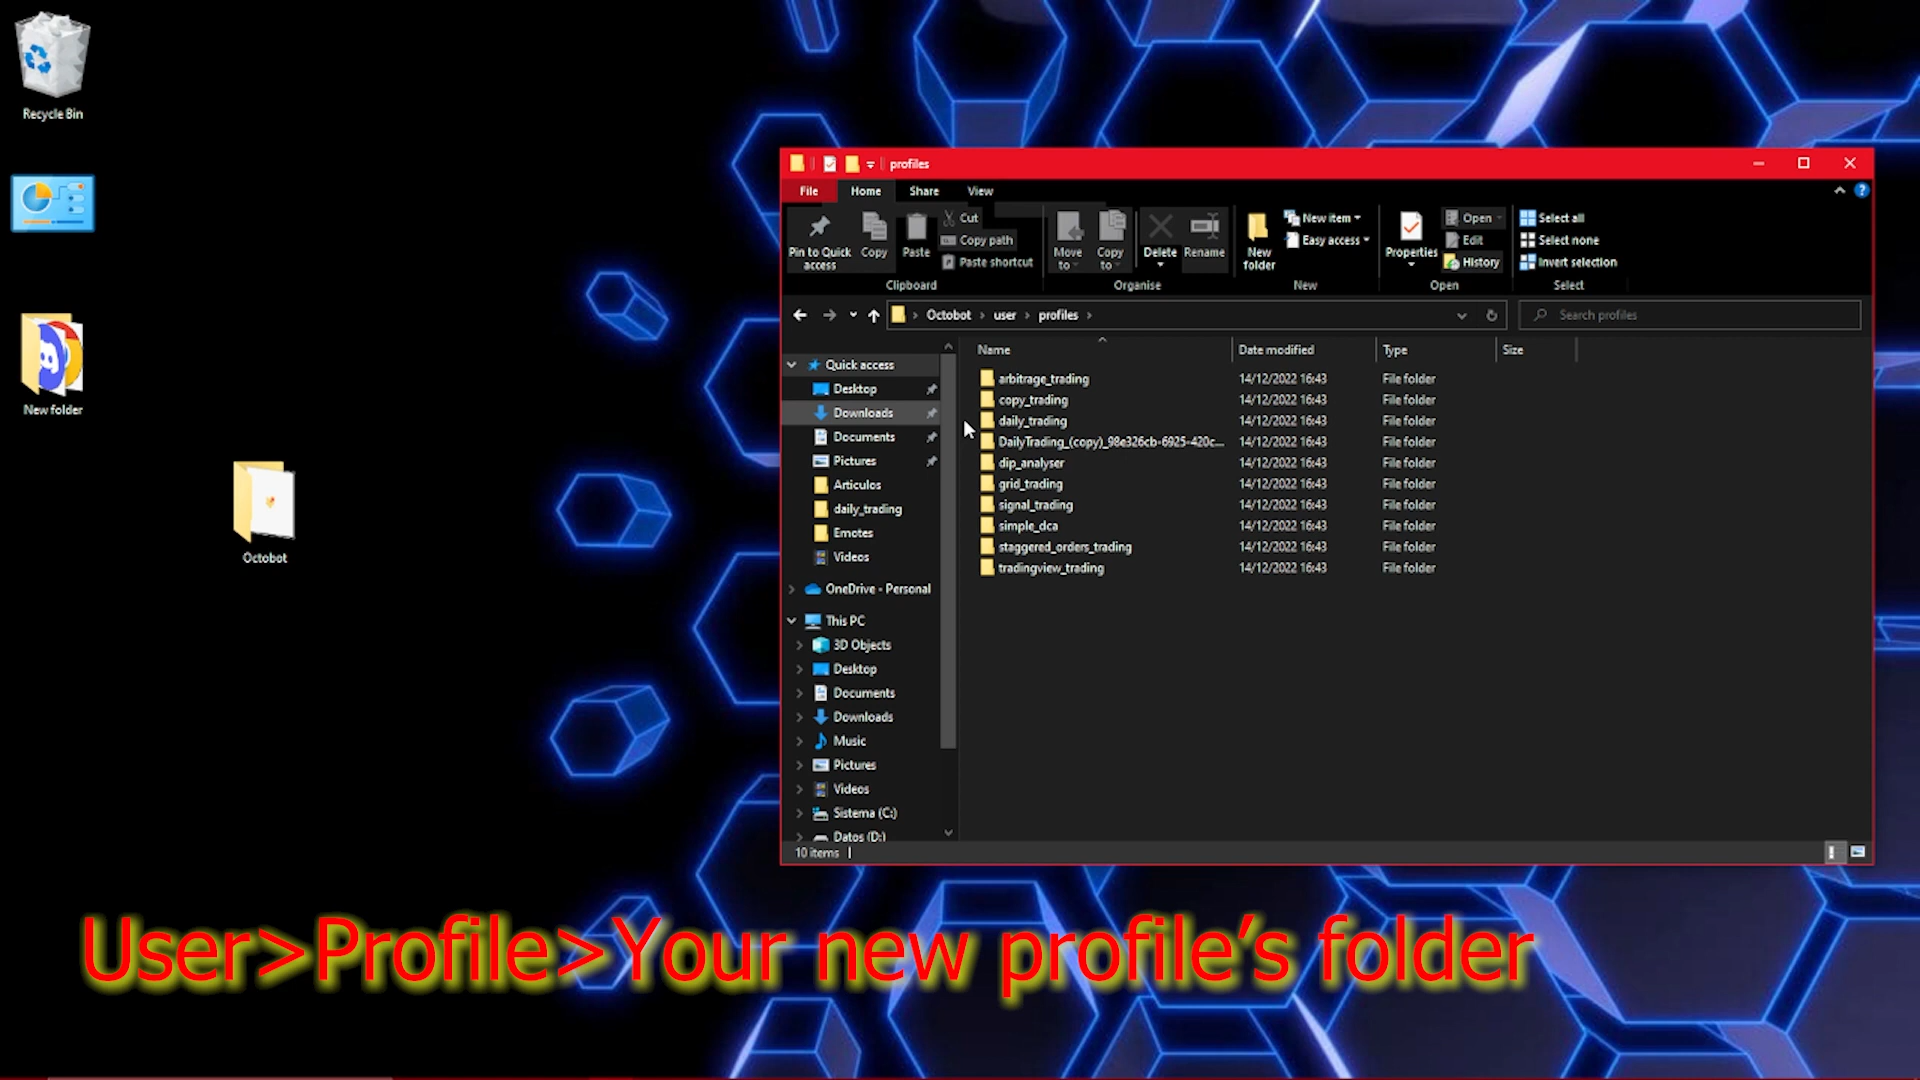 Recycle Bin
New folder
Octobot
profiles
File Home Share View
Pin to Quick access
Copy
Paste
Cut
Copy path
Paste shortcut
Clipboard
Move to
Copy to
Delete
Rename
Organise
New folder
New item
Easy access
New
Properties
Open
Edit
History
Open
Select all
Select none
Invert selection
Select
Octobot > user > profiles >
Search profiles
Quick access
Desktop
Downloads
Documents
Pictures
Articulos
daily_trading
Emotes
Videos
OneDrive - Personal
This PC
3D Objects
Desktop
Documents
Downloads
Music
Pictures
Videos
Sistema (C:)
Datos (D:)
Name Date modified Type Size
arbitrage_trading 14/12/2022 16:43 File folder
copy_trading 14/12/2022 16:43 File folder
daily_trading 14/12/2022 16:43 File folder
DailyTrading_(copy)_98e326cb-6925-420c... 14/12/2022 16:43 File folder
dip_analyser 14/12/2022 16:43 File folder
grid_trading 14/12/2022 16:43 File folder
signal_trading 14/12/2022 16:43 File folder
simple_dca 14/12/2022 16:43 File folder
staggered_orders_trading 14/12/2022 16:43 File folder
tradingview_trading 14/12/2022 16:43 File folder
10 items
User>Profile>Your new profile’s folder